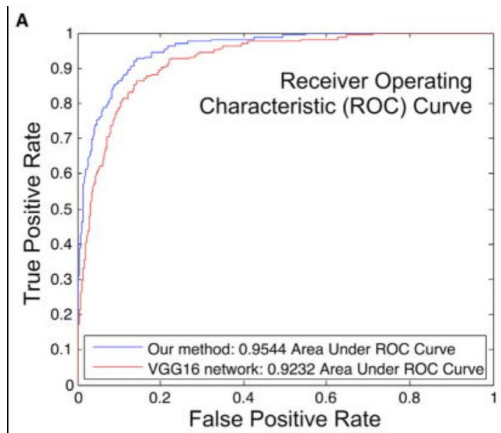 A
Receiver Operating
Characteristic (ROC) Curve
True Positive Rate
1
0.9
0.8
0.7
0.6
0.5
0.4
0.3
0.2
0.1
0
Our method: 0.9544 Area Under ROC Curve
VGG16 network: 0.9232 Area Under ROC Curve
0 0.2 0.4 0.6 0.8 1
False Positive Rate